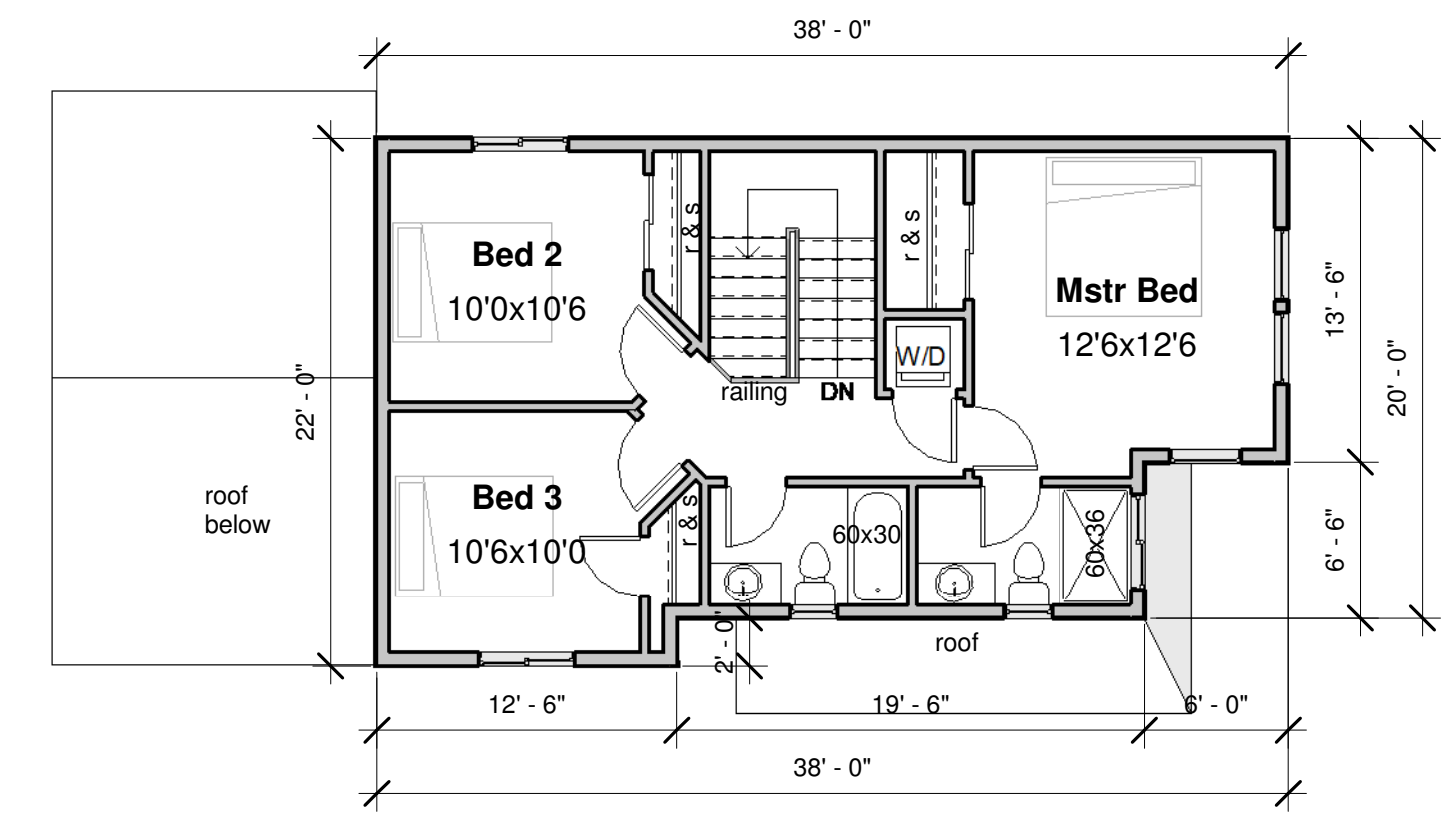 38' - 0"
r & s
r & s
Bed 2
10'0x10'6
Mstr Bed
12'6x12'6
13' - 6"
20' - 0"
W/D
22' - 0"
railing
DN
roof
below
Bed 3
10'6x10'0
r & s
60x30
60x36
6' - 6"
2' - 0"
roof
12' - 6"
19' - 6"
6' - 0"
38' - 0"